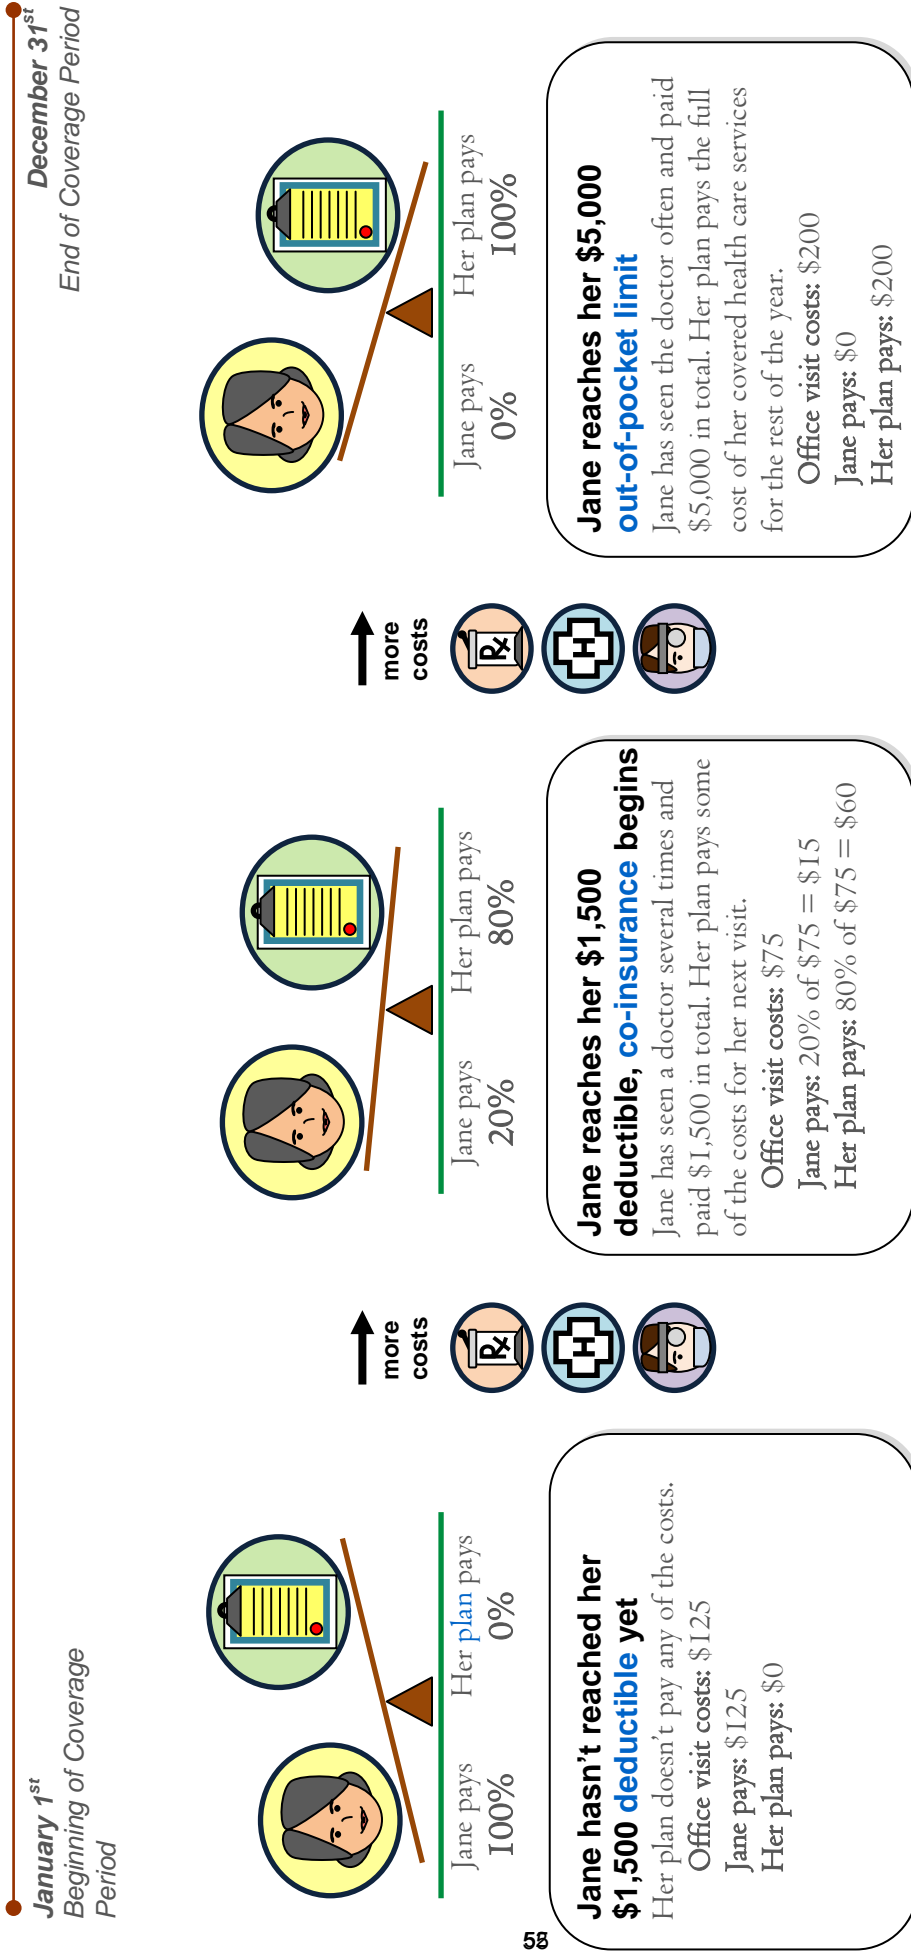 January 1st
Beginning of Coverage
Period
December 31st
End of Coverage Period
Jane pays
100%
Her plan pays
0%
more
costs
Jane pays
20%
Her plan pays
80%
more
costs
Jane pays
0%
Her plan pays
100%
Rx
H
Rx
H
Jane hasn't reached her
$1,500 deductible yet
Her plan doesn't pay any of the costs.
Office visit costs: $125
Jane pays: $125
Her plan pays: $0
Jane reaches her $1,500
deductible, co-insurance begins
Jane has seen a doctor several times and
paid $1,500 in total. Her plan pays some
of the costs for her next visit.
Office visit costs: $75
Jane pays: 20% of $75 = $15
Her plan pays: 80% of $75 = $60
Jane reaches her $5,000
out-of-pocket limit
Jane has seen the doctor often and paid
$5,000 in total. Her plan pays the full
cost of her covered health care services
for the rest of the year.
Office visit costs: $200
Jane pays: $0
Her plan pays: $200